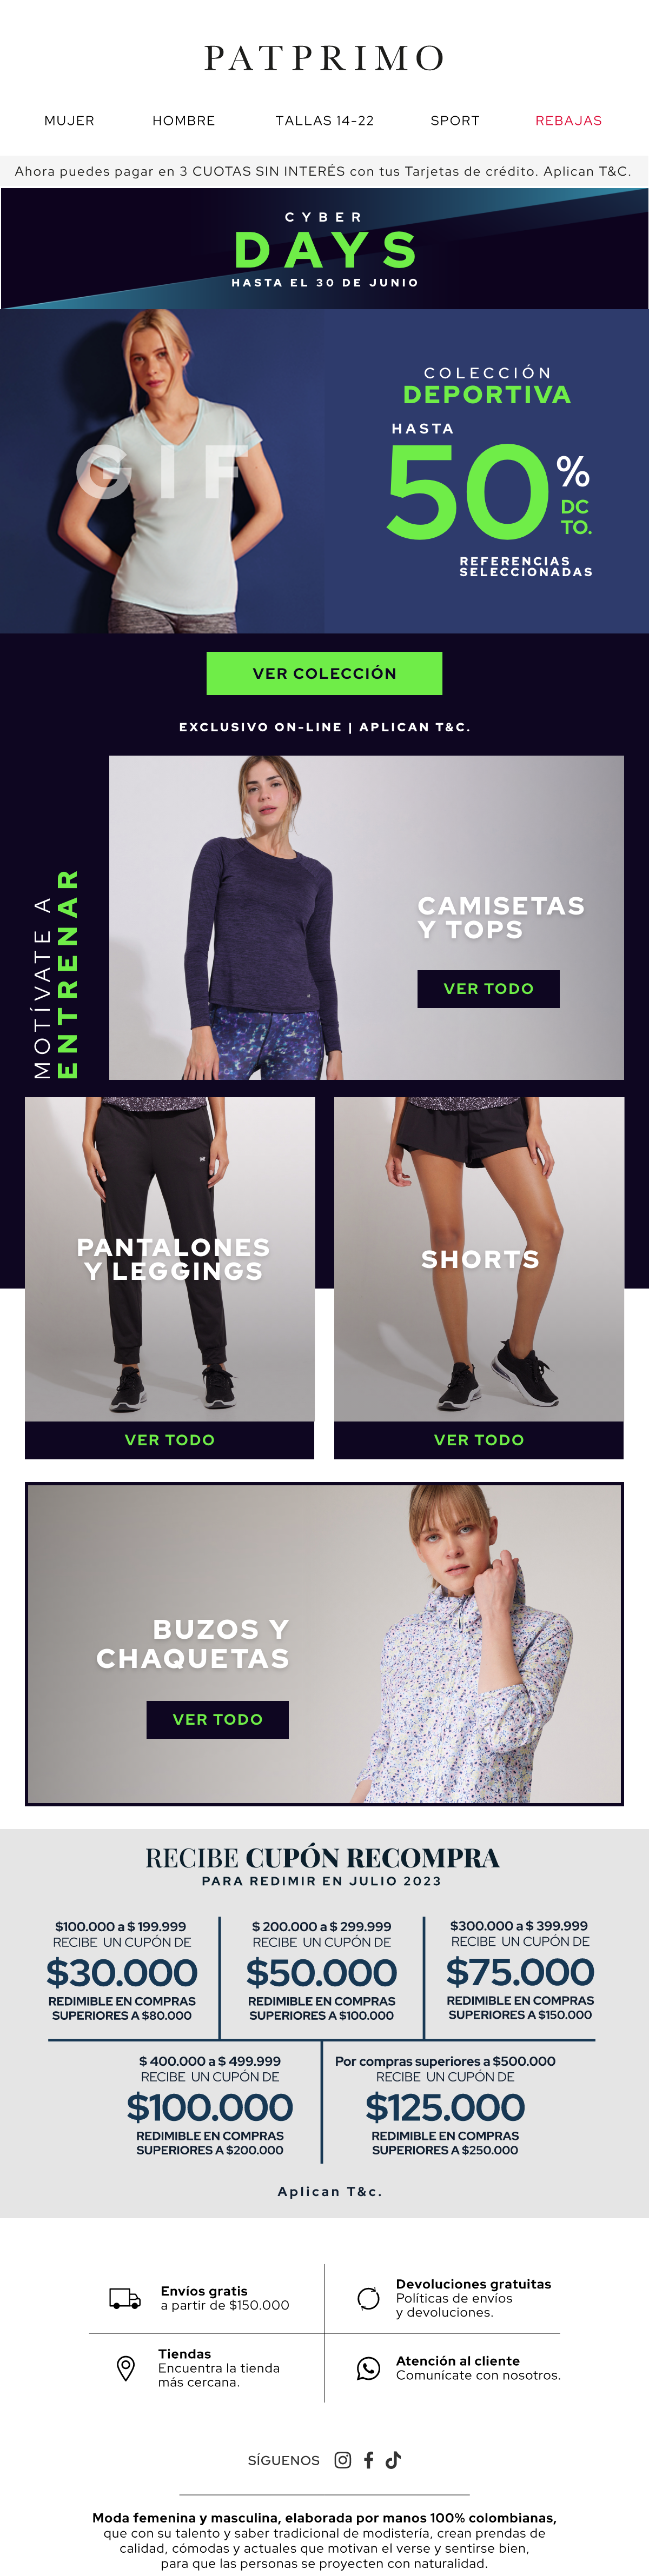 PATPRIMO
MUJER HOMBRE TALLAS 14-22 SPORT REBAJAS
Ahora puedes pagar en 3 CUOTAS SIN INTERÉS con tus Tarjetas de crédito. Aplican T&C.
CYBER
DAYS
HASTA EL 30 DE JUNIO
GIF
COLECCIÓN
DEPORTIVA
HASTA
50%
DC
TO.
REFERENCIAS
SELECCIONADAS
VER COLECCIÓN
EXCLUSIVO ON-LINE | APLICAN T&C.
MOTÍVATE A
ENTRENAR
CAMISETAS
Y TOPS
VER TODO
PANTALONES
Y LEGGINGS
VER TODO
SHORTS
VER TODO
BUZOS Y
CHAQUETAS
VER TODO
RECIBE CUPÓN RECOMPRA
PARA REDIMIR EN JULIO 2023
$100.000 a $ 199.999
RECIBE UN CUPÓN DE
$30.000
REDIMIBLE EN COMPRAS
SUPERIORES A $80.000
$ 200.000 a $ 299.999
RECIBE UN CUPÓN DE
$50.000
REDIMIBLE EN COMPRAS
SUPERIORES A $100.000
$300.000 a $ 399.999
RECIBE UN CUPÓN DE
$75.000
REDIMIBLE EN COMPRAS
SUPERIORES A $150.000
$ 400.000 a $ 499.999
RECIBE UN CUPÓN DE
$100.000
REDIMIBLE EN COMPRAS
SUPERIORES A $200.000
Por compras superiores a $500.000
RECIBE UN CUPÓN DE
$125.000
REDIMIBLE EN COMPRAS
SUPERIORES A $250.000
Aplican T&c.
Envíos gratis
a partir de $150.000
Devoluciones gratuitas
Políticas de envíos
y devoluciones.
Tiendas
Encuentra la tienda
más cercana.
Atención al cliente
Comunícate con nosotros.
SÍGUENOS
Moda femenina y masculina, elaborada por manos 100% colombianas,
que con su talento y saber tradicional de modistería, crean prendas de
calidad, cómodas y actuales que motivan el verse y sentirse bien,
para que las personas se proyecten con naturalidad.